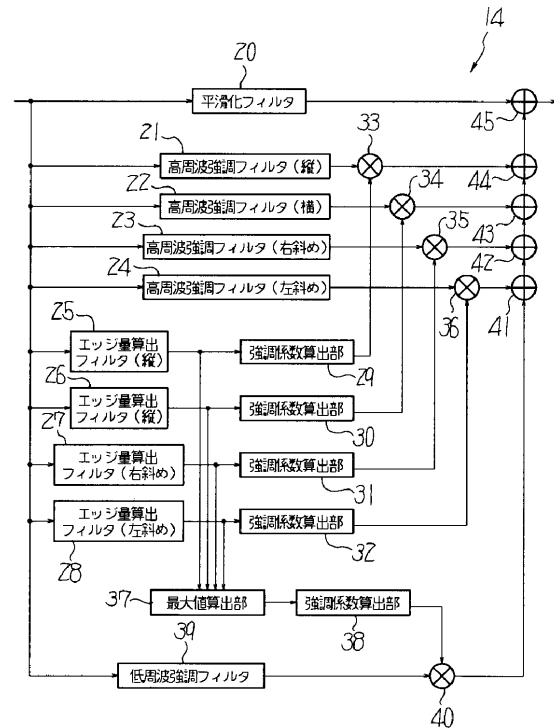 14
20
平滑化フィルタ
45
21
33
高周波強調フィルタ(縦)
44
22
34
高周波強調フィルタ(横)
43
23
35
高周波強調フィルタ(右斜め)
42
24
高周波強調フィルタ(左斜め)
36
41
25
エッジ量算出
フィルタ(縦)
強調係数算出部
29
26
エッジ量算出
フィルタ(縦)
強調係数算出部
30
27
エッジ量算出
フィルタ(右斜め)
強調係数算出部
31
エッジ量算出
フィルタ(左斜め)
28
強調係数算出部
32
37
最大値算出部
強調係数算出部
38
39
低周波強調フィルタ
40